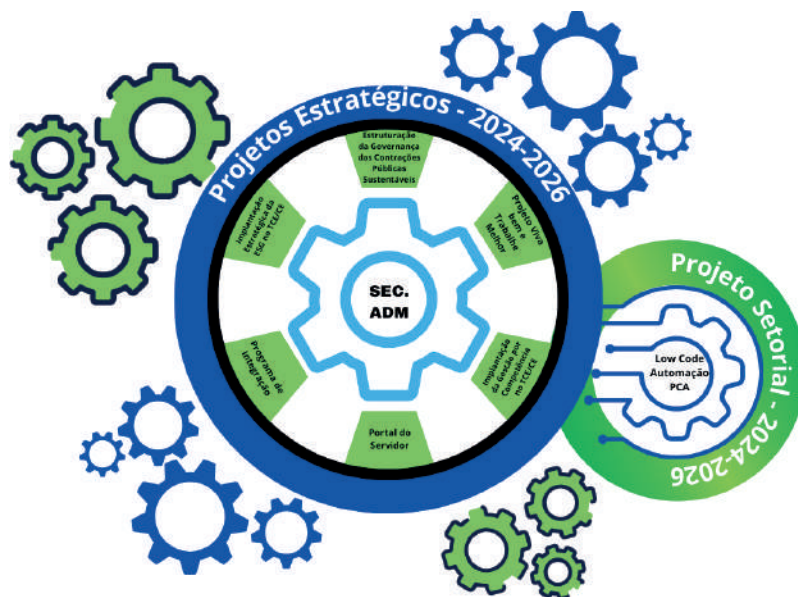 Projetos Estratégicos - 2024-2026
Estruturação
da Governança
das Contrações
Públicas
Sustentáveis
Projeto Viva
bem e
Trabalhe
Melhor
Implantação
da Gestão por
Competência
no TCE/CE
Portal do
Servidor
Programa de
Integração
Implantação
Estratégica da
ESG no TCE/CE
SEC.
ADM
Projeto Setorial - 2024-2026
Low Code
Automação
PCA